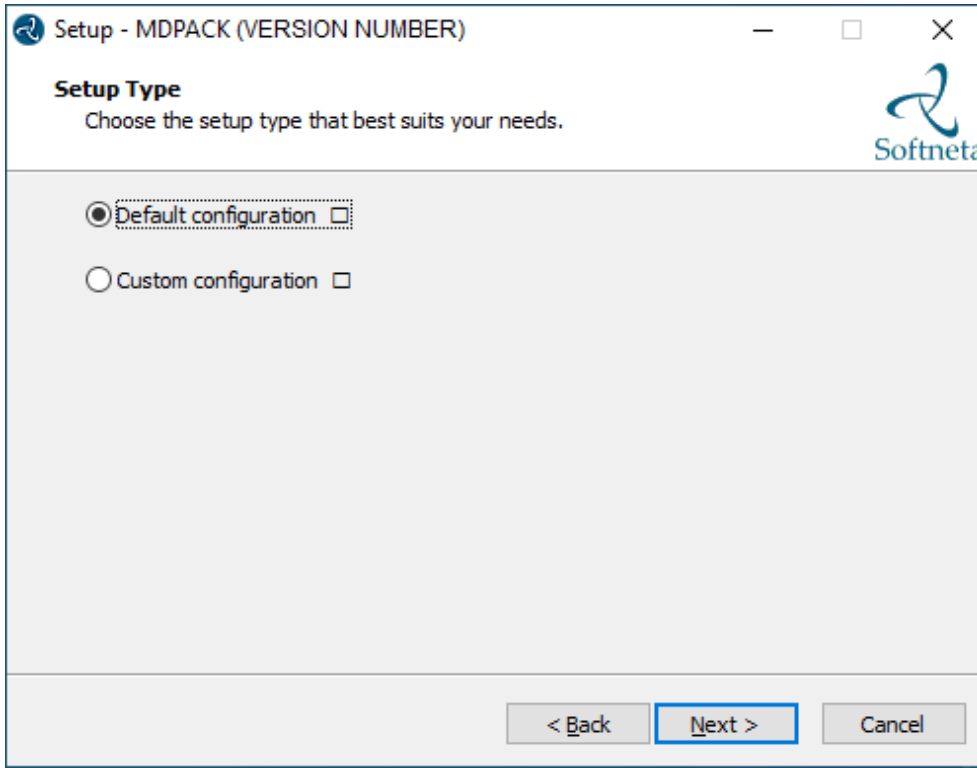 Setup - MDPACK (VERSION NUMBER)
Setup Type
Choose the setup type that best suits your needs.
Softneta
Default configuration □
Custom configuration □
< Back
Next >
Cancel